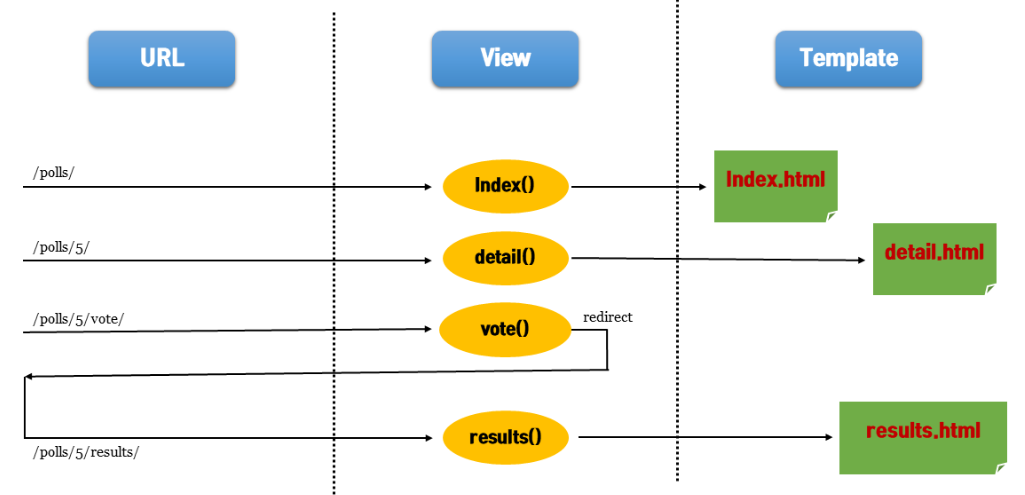 URL
View
Template
/polls/
Index()
Index.html
/polls/5/
detail()
detail.html
/polls/5/vote/
vote()
redirect
results()
results.html
/polls/5/results/